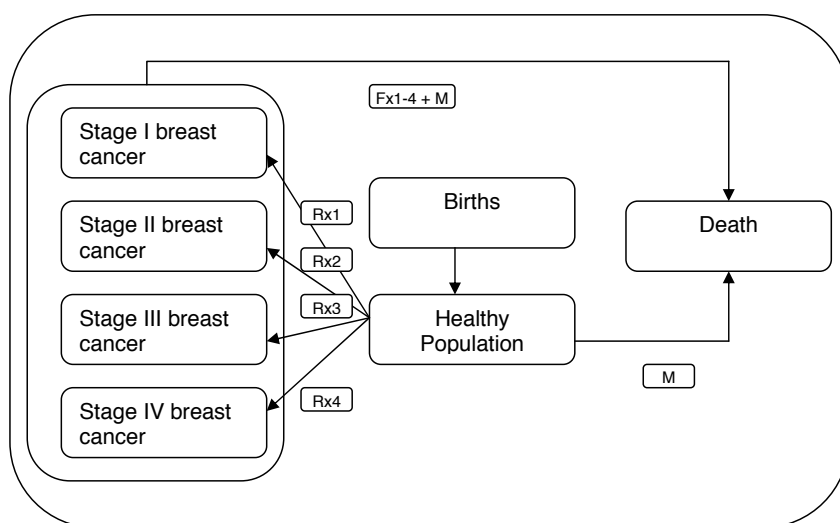 Fx1-4 + M
Stage I breast
cancer
Rx1
Births
Death
Stage II breast
cancer
Rx2
Rx3
Stage III breast
cancer
Healthy
Population
M
Stage IV breast
cancer
Rx4